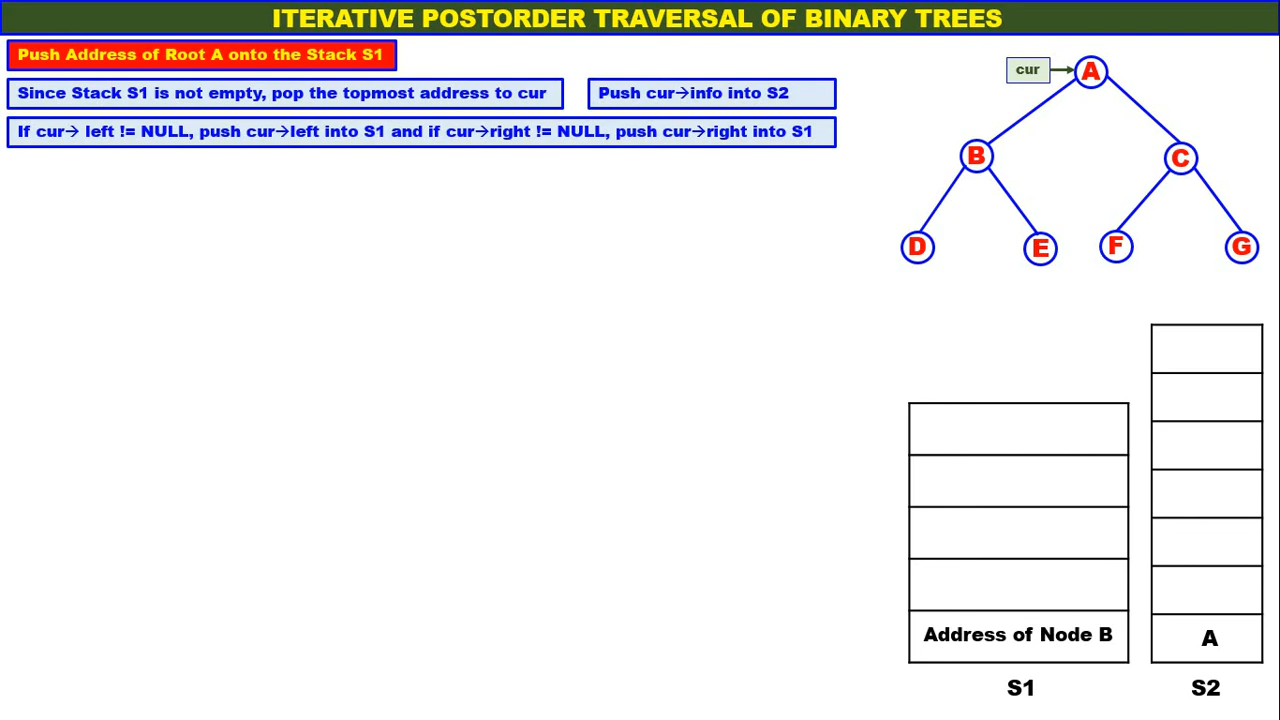 ITERATIVE POSTORDER TRAVERSAL OF BINARY TREES
Push Address of Root A onto the Stack S1
Since Stack S1 is not empty, pop the topmost address to cur
Push cur→info into S2
If cur→ left != NULL, push cur→left into S1 and if cur→right != NULL, push cur→right into S1
cur
A
B
C
D
E
F
G
Address of Node B
A
S1
S2